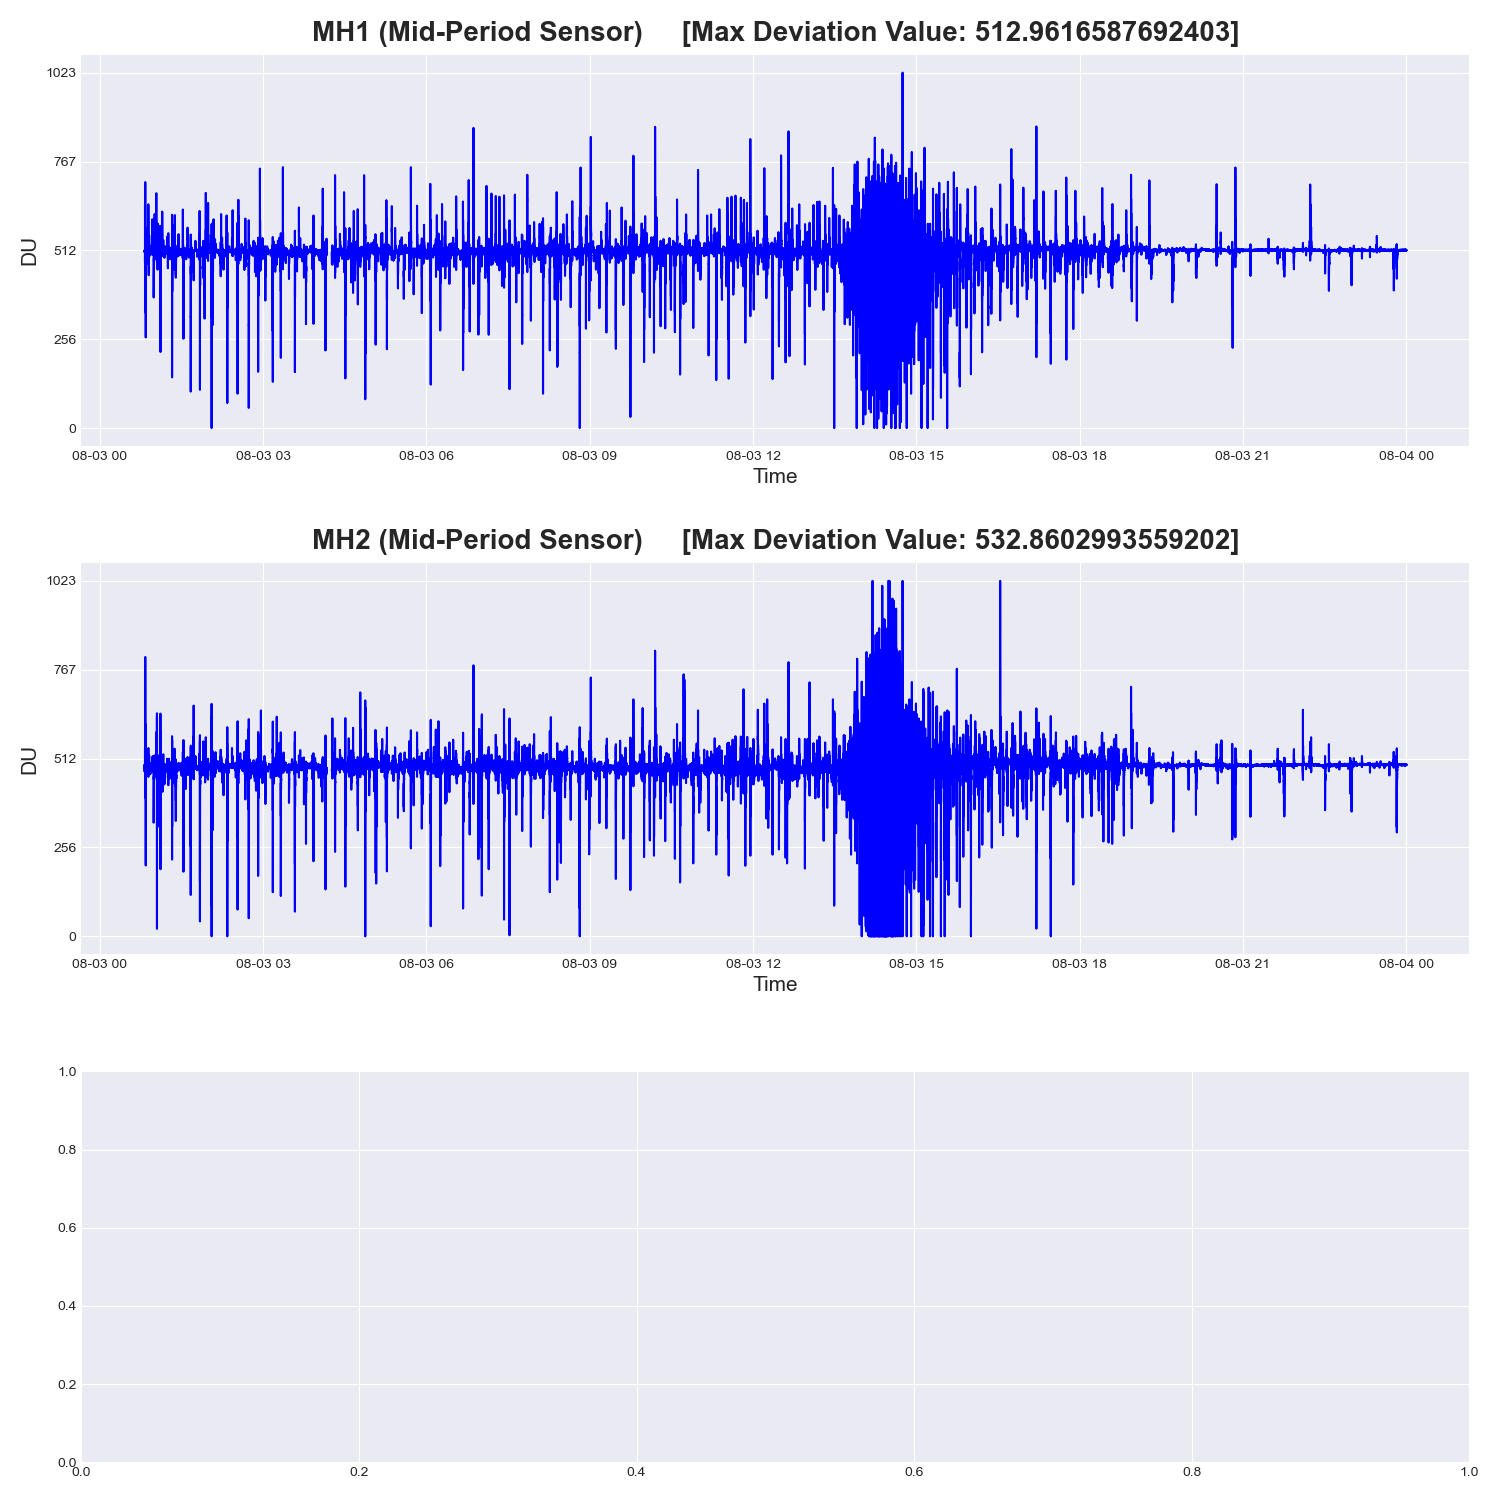 MH1 (Mid-Period Sensor) [Max Deviation Value: 512.9616587692403]
1023
767
512
256
0
DU
08-03 00 08-03 03 08-03 06 08-03 09 08-03 12 08-03 15 08-03 18 08-03 21 08-04 00
Time
MH2 (Mid-Period Sensor) [Max Deviation Value: 532.8602993559202]
1023
767
512
256
0
DU
08-03 00 08-03 03 08-03 06 08-03 09 08-03 12 08-03 15 08-03 18 08-03 21 08-04 00
Time
1.0
0.8
0.6
0.4
0.2
0.0
0.0 0.2 0.4 0.6 0.8 1.0